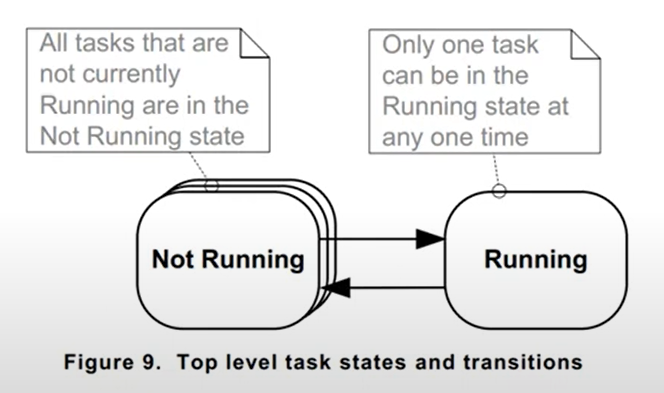 All tasks that are
not currently
Running are in the
Not Running state
Only one task
can be in the
Running state at
any one time
Not Running
Running
Figure 9. Top level task states and transitions